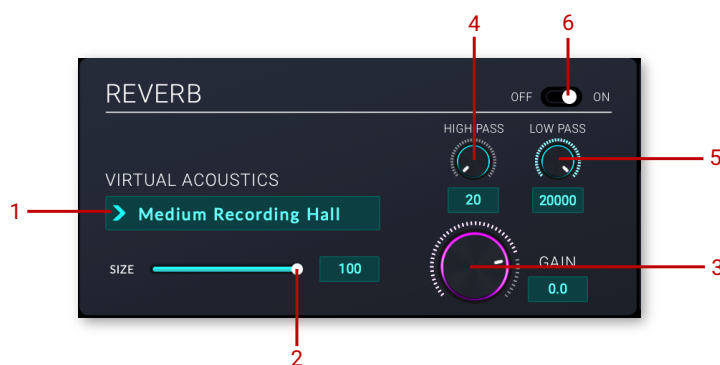 4
6
REVERB
OFF
ON
HIGH PASS
LOW PASS
5
VIRTUAL ACOUSTICS
20
20000
1
Medium Recording Hall
SIZE
100
GAIN
3
0.0
2